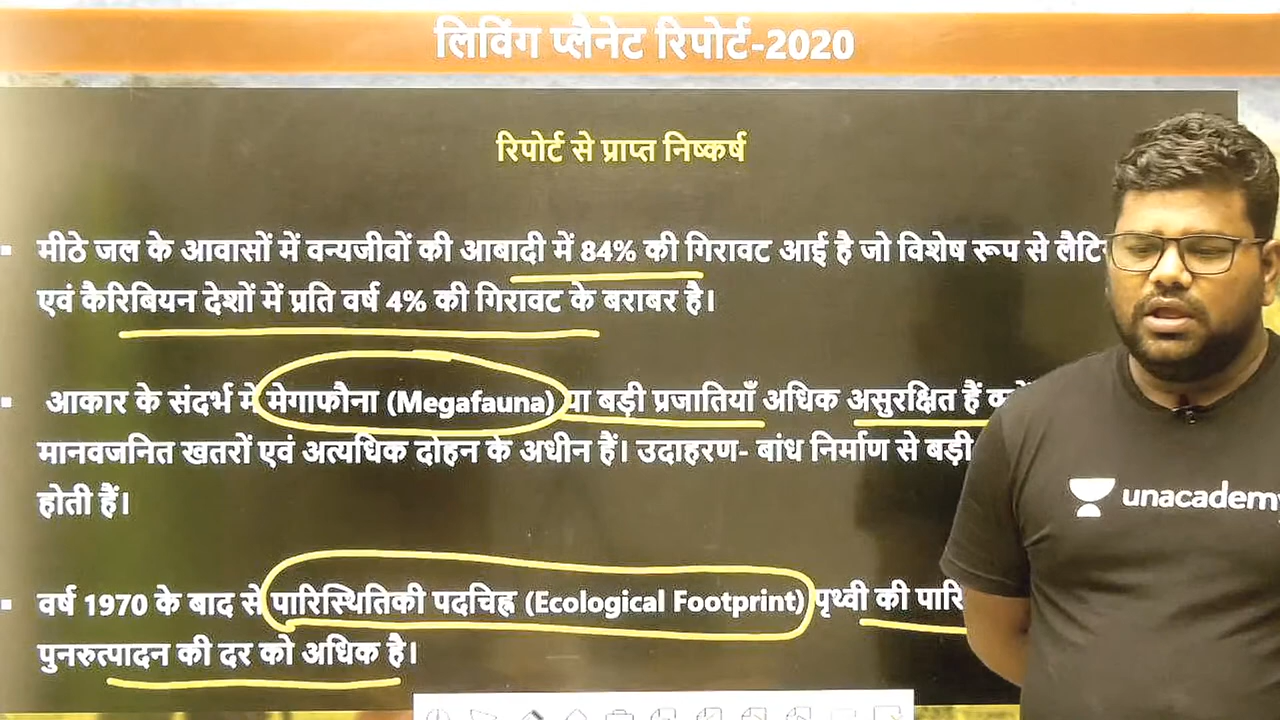 लिविंग प्लैनेट रिपोर्ट-2020
रिपोर्ट से प्राप्त निष्कर्ष
▪ मीठे जल के आवासों में वन्यजीवों की आबादी में 84% की गिरावट आई है जो विशेष रूप से
एवं कैरिबियन देशों में प्रति वर्ष 4% की गिरावट के बराबर है।
▪ आकार के संदर्भ में मेगाफौना (Megafauna) या बड़ी प्रजातियाँ अधिक असुरक्षित हैं
मानवजनित खतरों एवं अत्यधिक दोहन के अधीन हैं। उदाहरण- बांध निर्माण से बड़ी
होती हैं।
▪ वर्ष 1970 के बाद से पारिस्थितिकी पदचिह्न (Ecological Footprint) पृथ्वी की
पुनरुत्पादन की दर को अधिक है।
unacademy